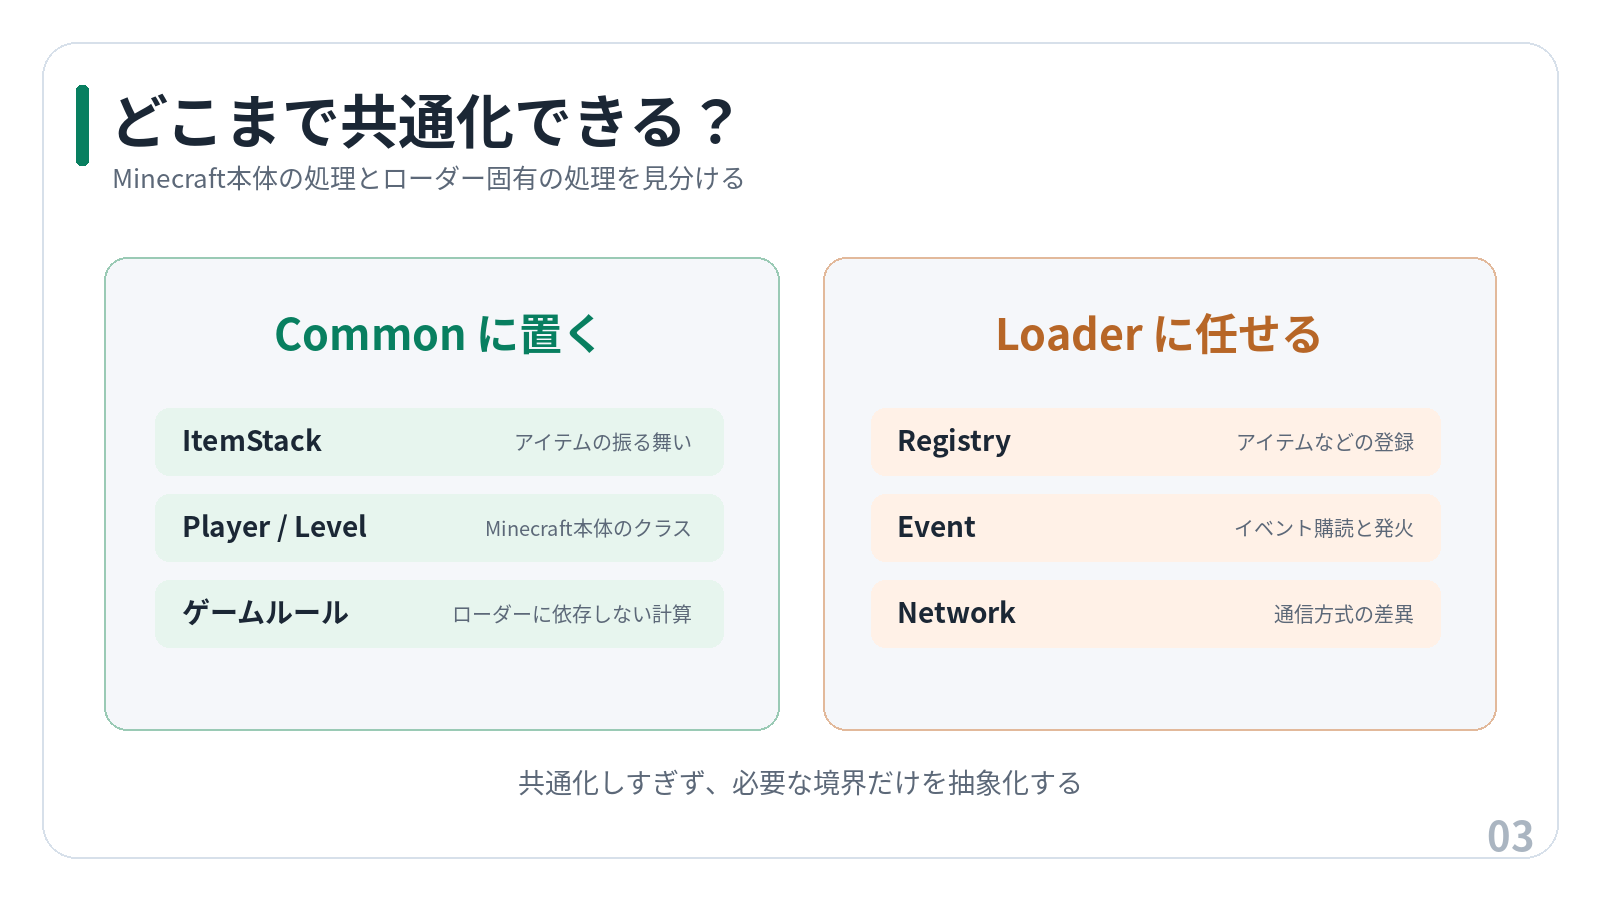 どこまで共通化できる？
Minecraft本体の処理とローダー固有の処理を見分ける
Common に置く
ItemStack アイテムの振る舞い
Player / Level Minecraft本体のクラス
ゲームルール ローダーに依存しない計算
Loader に任せる
Registry アイテムなどの登録
Event イベント購読と発火
Network 通信方式の差異
共通化しすぎず、必要な境界だけを抽象化する
03